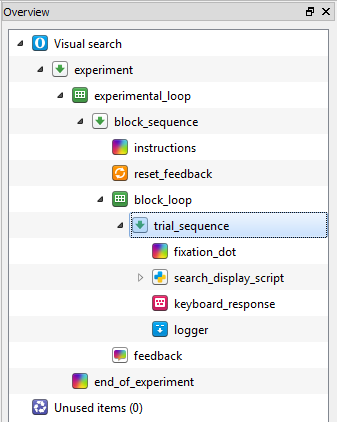 Overview
Visual search
experiment
experimental_loop
block_sequence
instructions
reset_feedback
block_loop
trial_sequence
fixation_dot
search_display_script
keyboard_response
logger
feedback
end_of_experiment
Unused items (0)